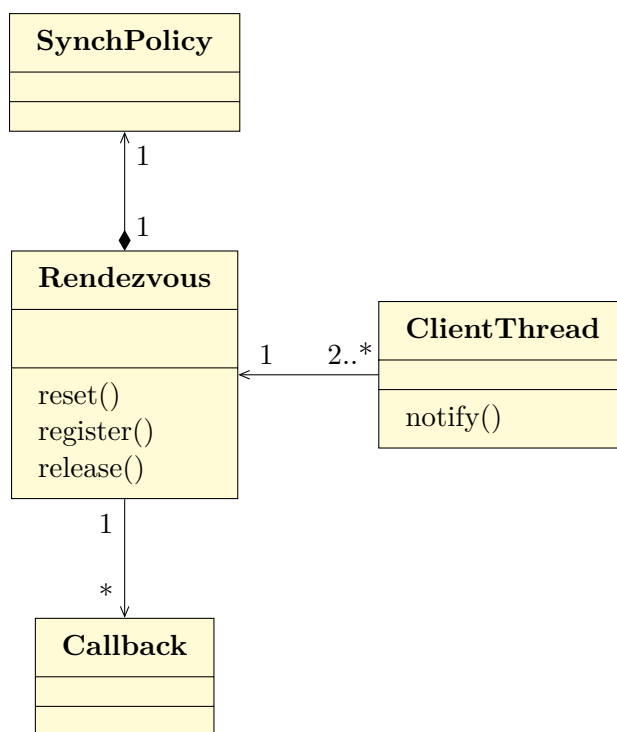 SynchPolicy
1
1
Rendezvous
reset()
register()
release()
1
2..*
ClientThread
notify()
1
*
Callback